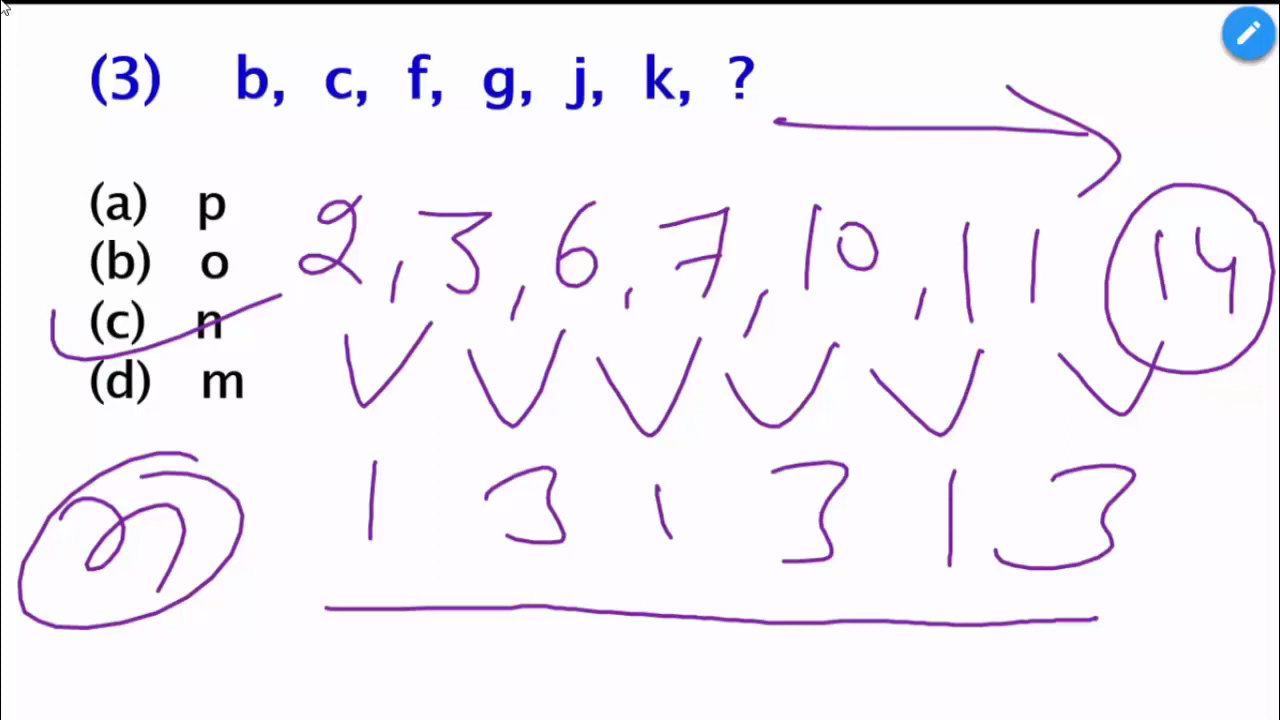 (3) b, c, f, g, j, k, ?
(a) p
(b) o
(c) n
(d) m
2, 3, 6, 7, 10, 11 14
1 3 1 3 1 3
n